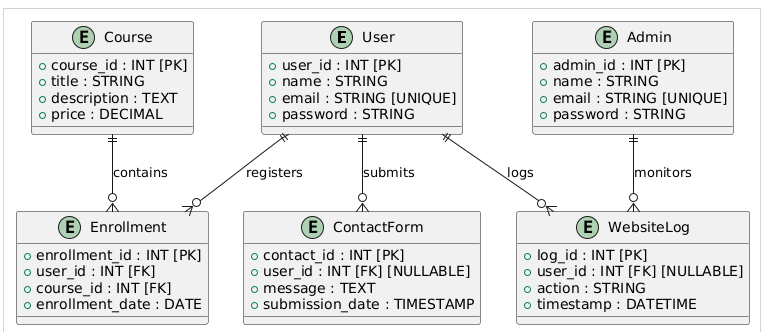 E Course
course_id : INT [PK]
title : STRING
description : TEXT
price : DECIMAL
E User
user_id : INT [PK]
name : STRING
email : STRING [UNIQUE]
password : STRING
E Admin
admin_id : INT [PK]
name : STRING
email : STRING [UNIQUE]
password : STRING
contains
registers
submits
logs
monitors
E Enrollment
enrollment_id : INT [PK]
user_id : INT [FK]
course_id : INT [FK]
enrollment_date : DATE
E ContactForm
contact_id : INT [PK]
user_id : INT [FK] [NULLABLE]
message : TEXT
submission_date : TIMESTAMP
E WebsiteLog
log_id : INT [PK]
user_id : INT [FK] [NULLABLE]
action : STRING
timestamp : DATETIME